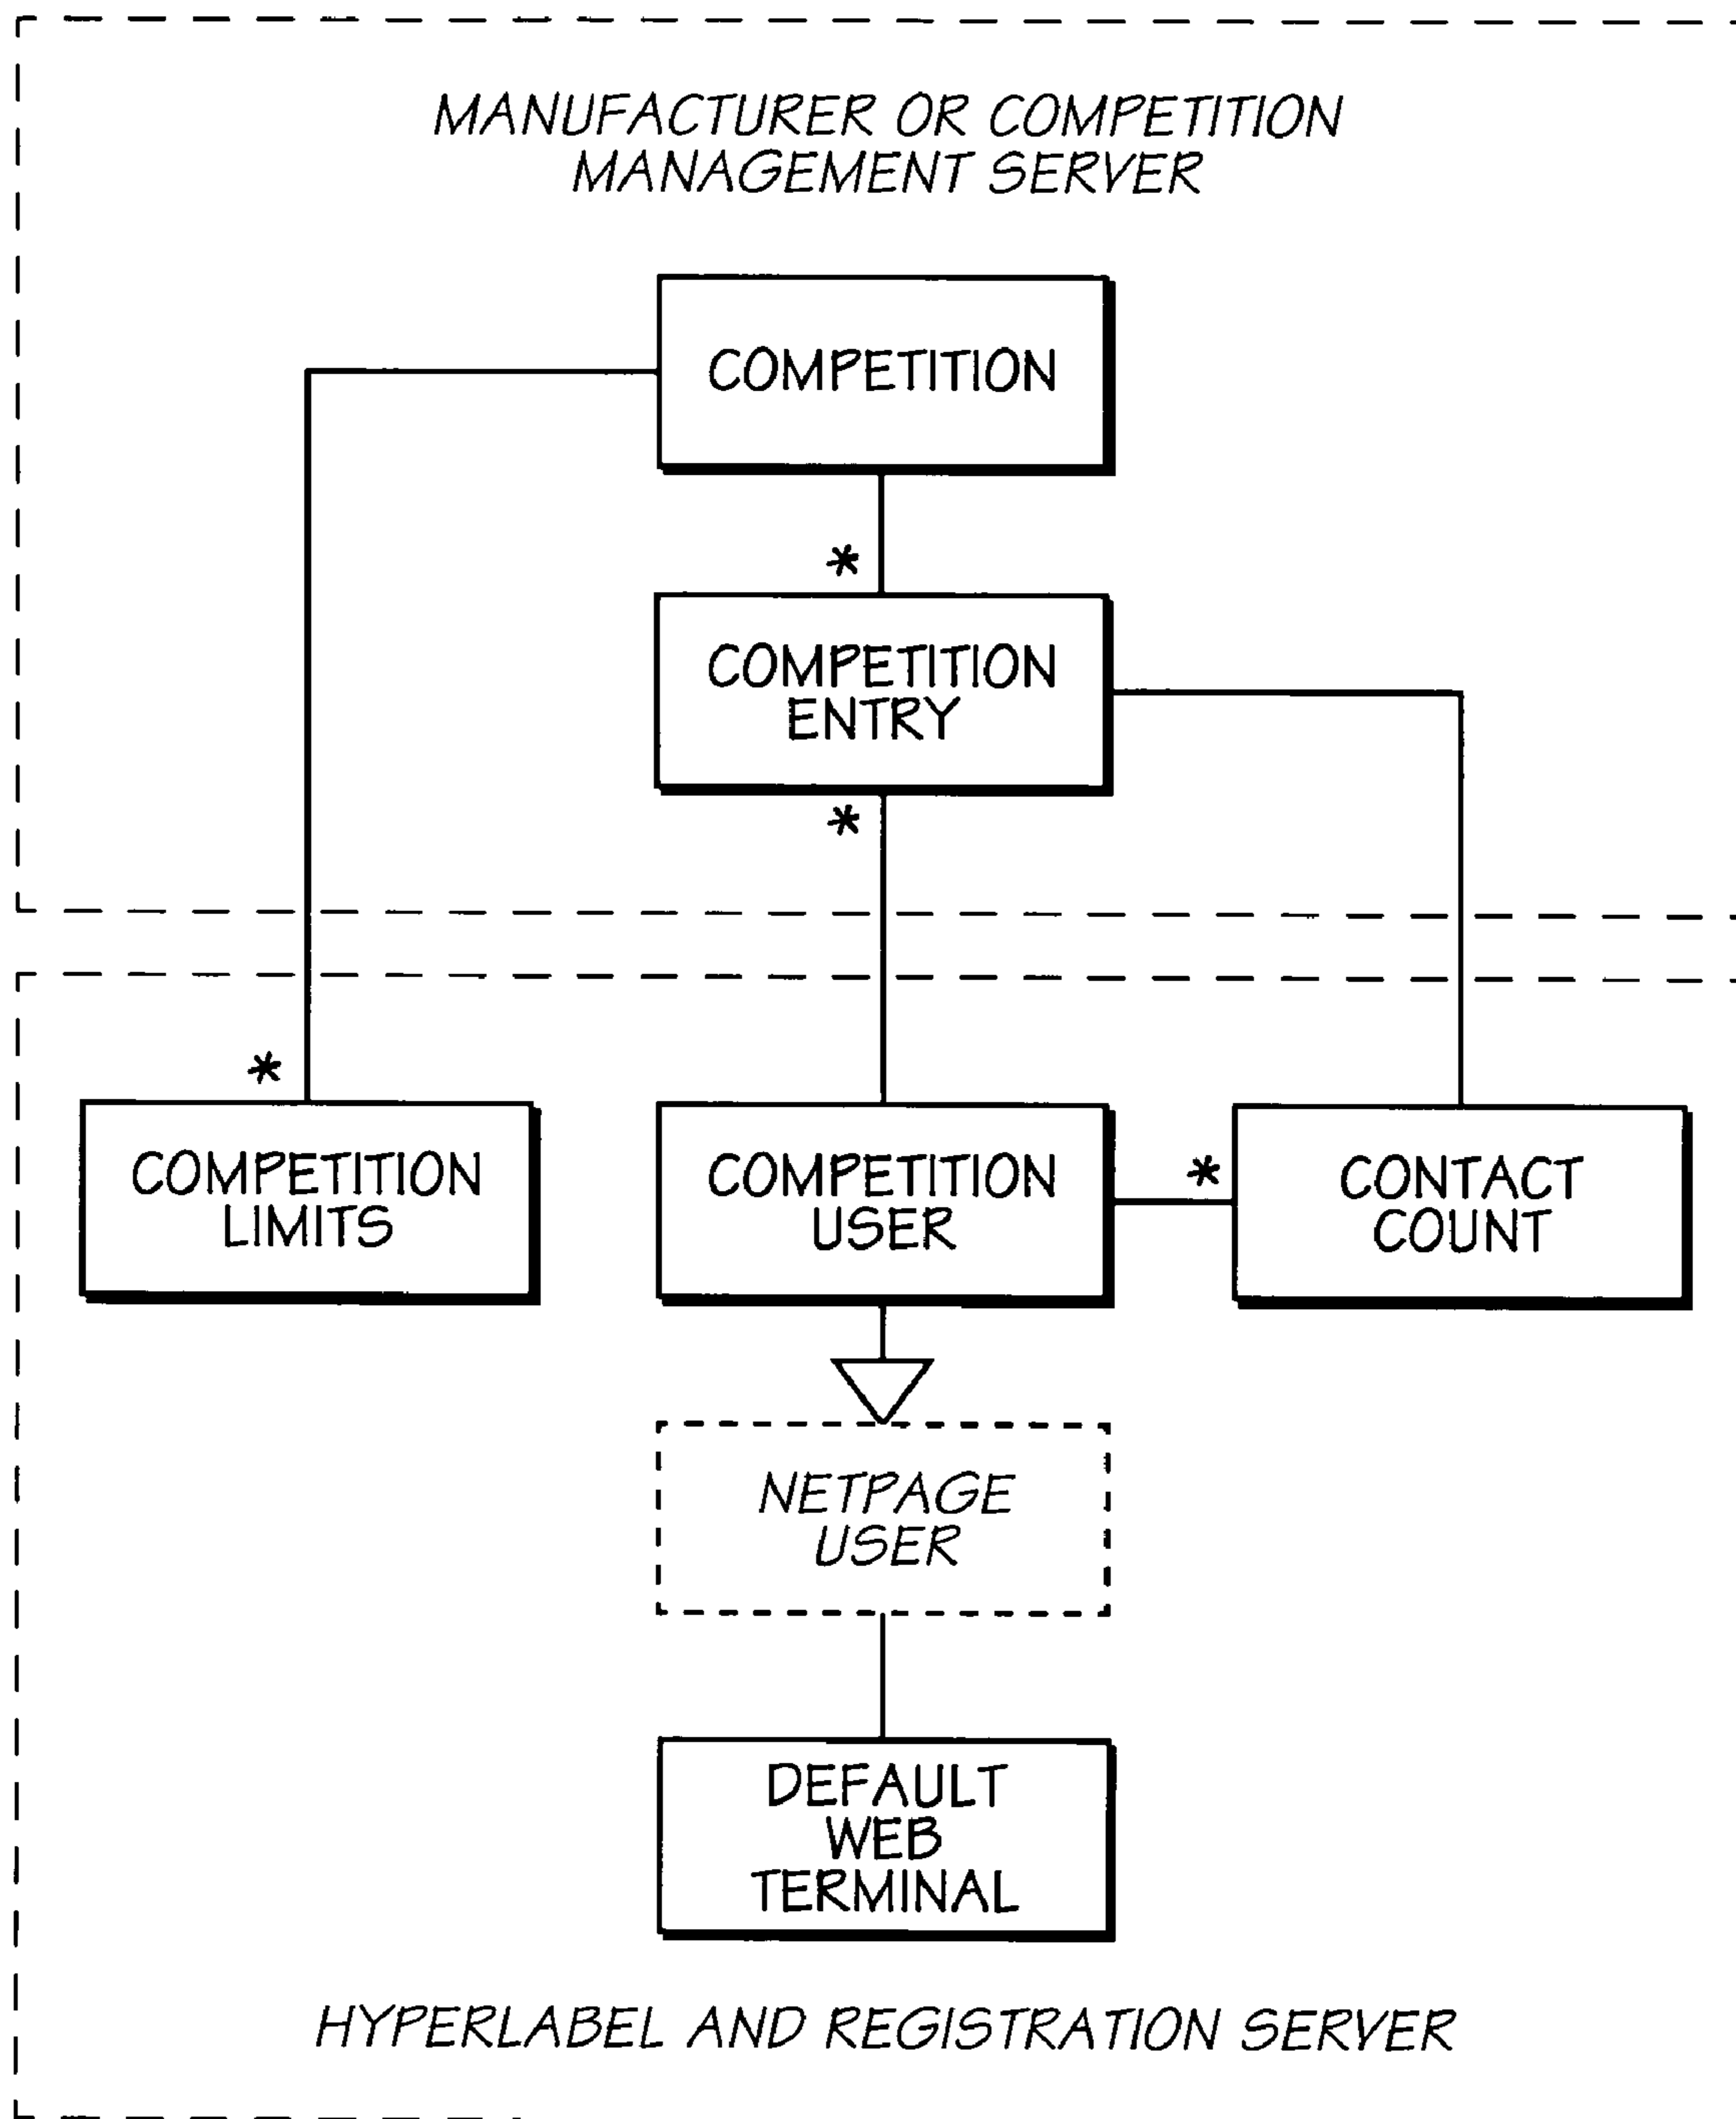 MANUFACTURER OR COMPETITION
MANAGEMENT SERVER
COMPETITION
*
COMPETITION
ENTRY
*
*
COMPETITION
LIMITS
COMPETITION
USER
*
CONTACT
COUNT
NETPAGE
USER
DEFAULT
WEB
TERMINAL
HYPERLABEL AND REGISTRATION SERVER